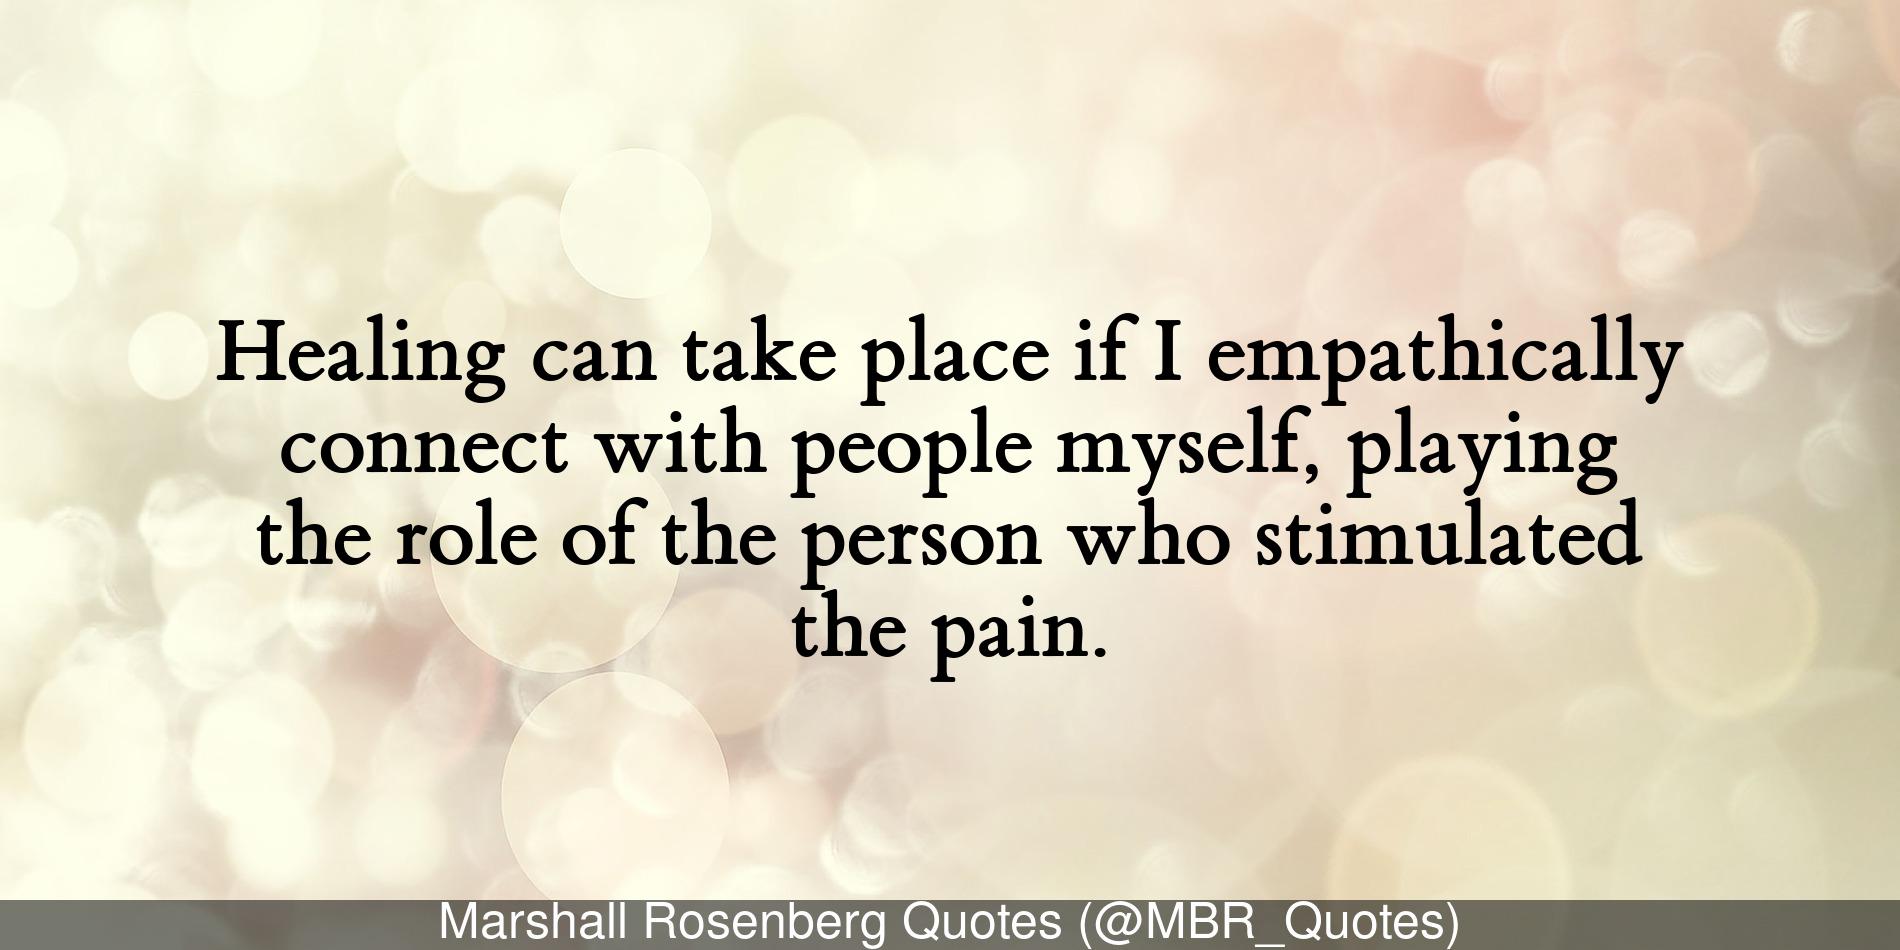 Healing can take place if I empathically
connect with people myself, playing
the role of the person who stimulated
the pain.
Marshall Rosenberg Quotes (@MBR_Quotes)